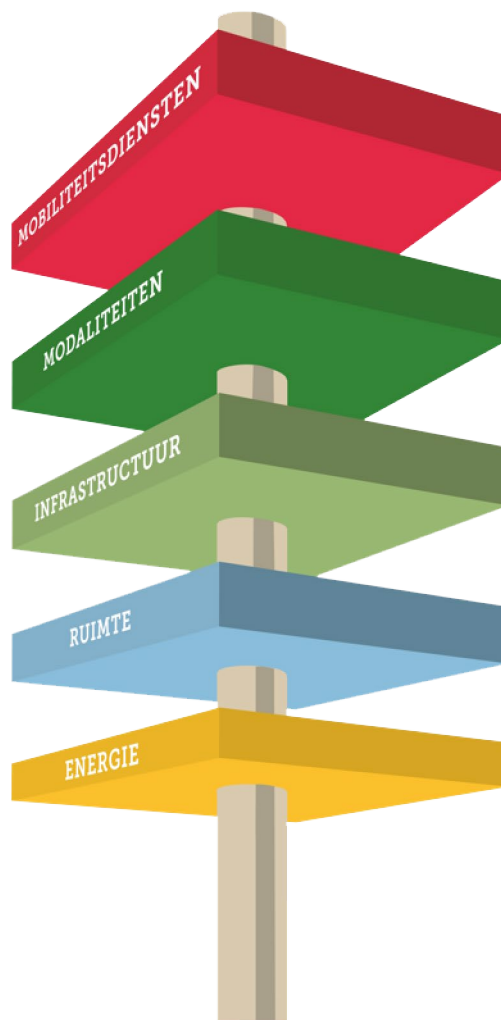 MOBILITEITSDIENSTEN
MODALITEITEN
INFRASTRUCTUUR
RUIMTE
ENERGIE